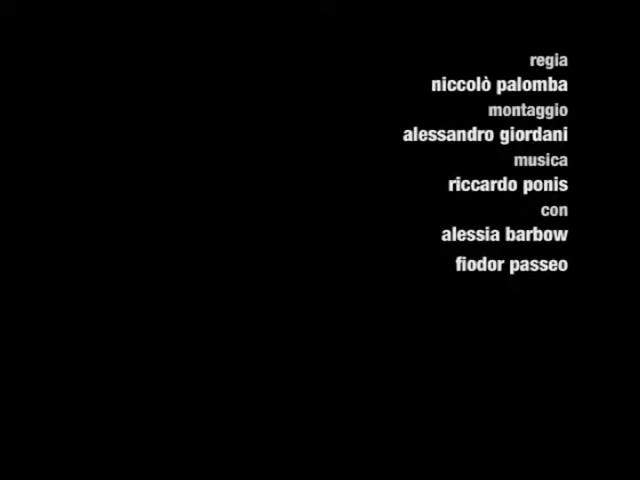 regia
niccolò palomba
montaggio
alessandro giordani
musica
riccardo ponis
con
alessia barbow
fiodor passeo